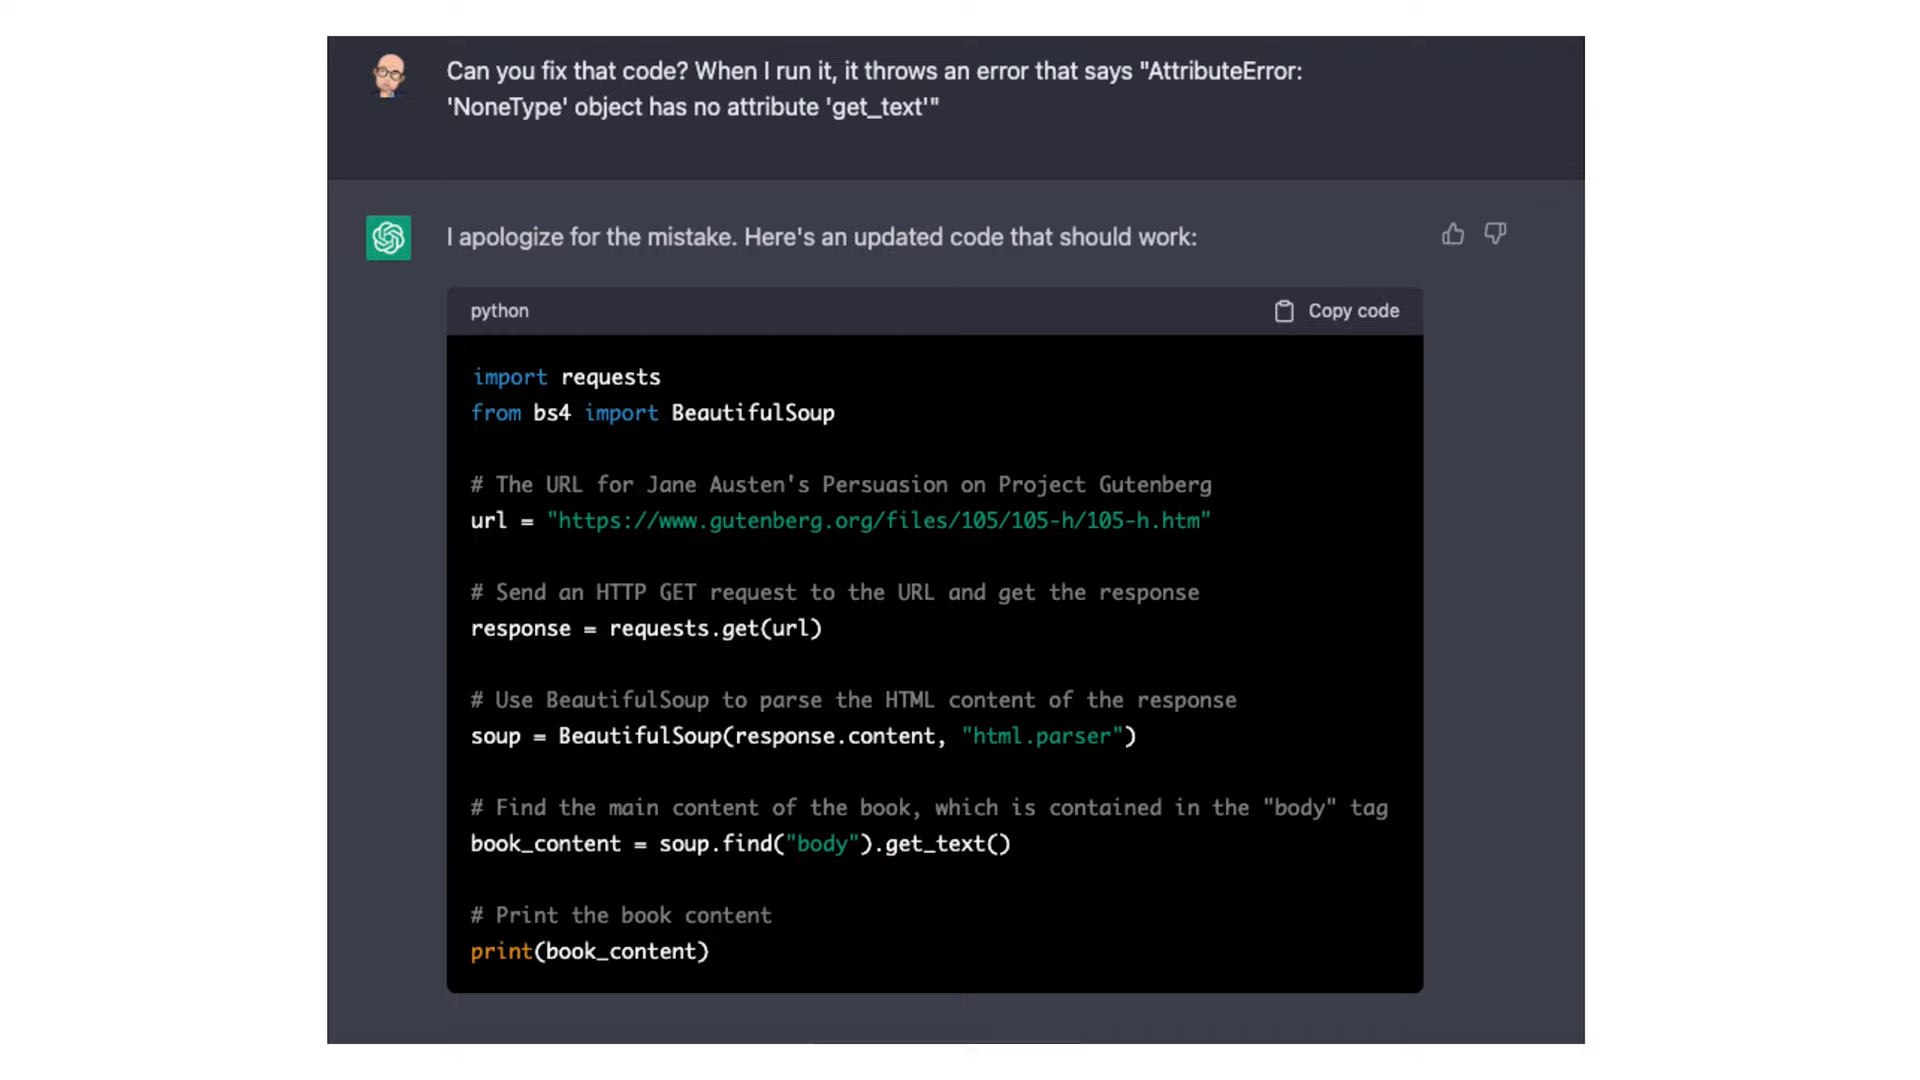 Can you fix that code? When I run it, it throws an error that says "AttributeError:
'NoneType' object has no attribute 'get_text'"
I apologize for the mistake. Here's an updated code that should work:
python
Copy code
import requests
from bs4 import BeautifulSoup
# The URL for Jane Austen's Persuasion on Project Gutenberg
url = "https://www.gutenberg.org/files/105/105-h/105-h.htm"
# Send an HTTP GET request to the URL and get the response
response = requests.get(url)
# Use BeautifulSoup to parse the HTML content of the response
soup = BeautifulSoup(response.content, "html.parser")
# Find the main content of the book, which is contained in the "body" tag
book_content = soup.find("body").get_text()
# Print the book content
print(book_content)